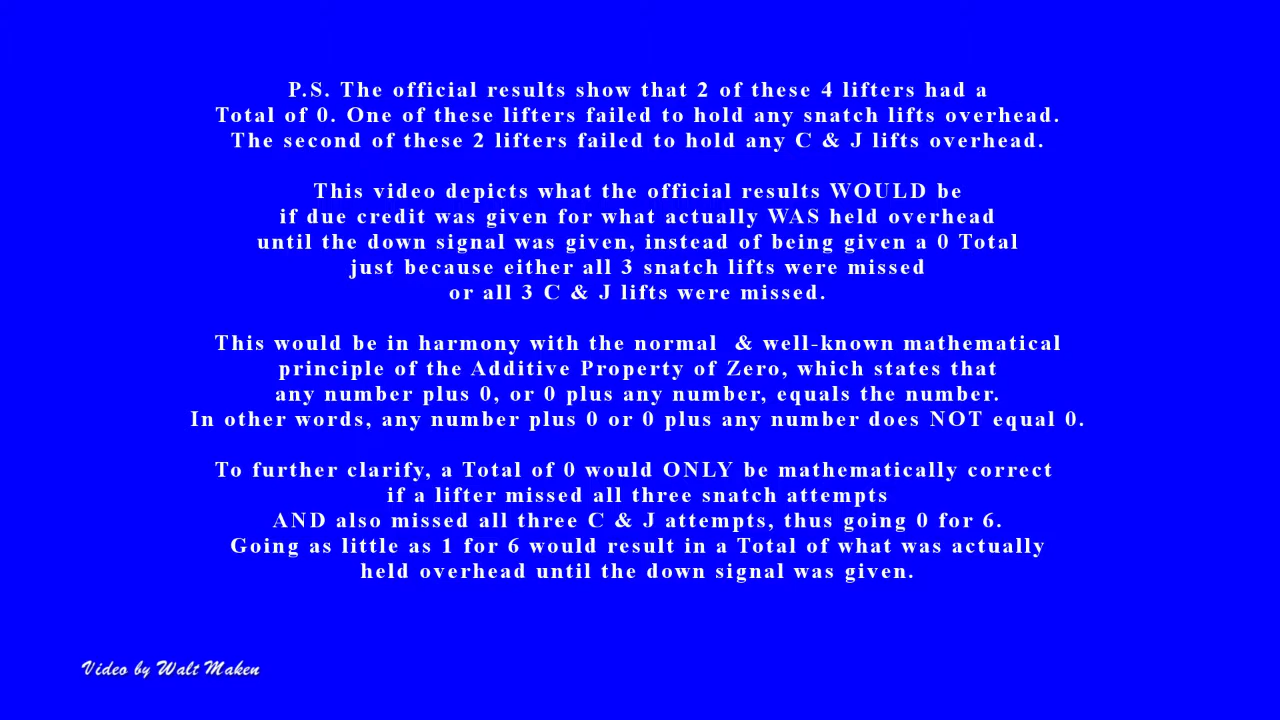 P.S. The official results show that 2 of these 4 lifters had a
Total of 0. One of these lifters failed to hold any snatch lifts overhead.
The second of these 2 lifters failed to hold any C & J lifts overhead.
This video depicts what the official results WOULD be
if due credit was given for what actually WAS held overhead
until the down signal was given, instead of being given a 0 Total
just because either all 3 snatch lifts were missed
or all 3 C & J lifts were missed.
This would be in harmony with the normal  & well-known mathematical
principle of the Additive Property of Zero, which states that
any number plus 0, or 0 plus any number, equals the number.
In other words, any number plus 0 or 0 plus any number does NOT equal 0.
To further clarify, a Total of 0 would ONLY be mathematically correct
if a lifter missed all three snatch attempts
AND also missed all three C & J attempts, thus going 0 for 6.
Going as little as 1 for 6 would result in a Total of what was actually
held overhead until the down signal was given.
Video by Walt Maken